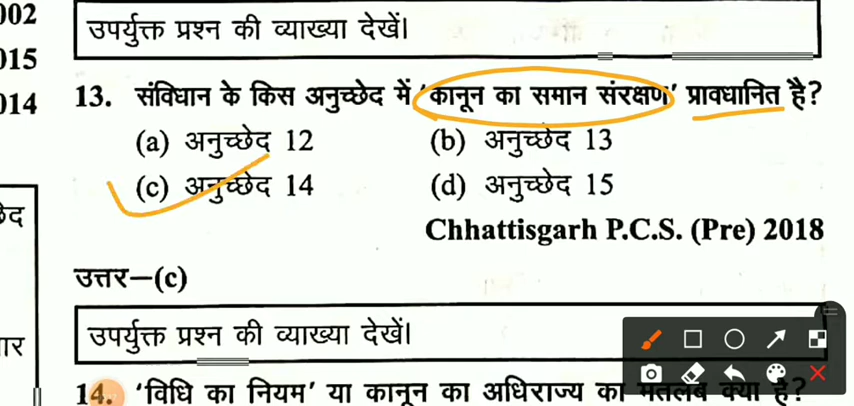 002
उपर्युक्त प्रश्न की व्याख्या देखें।
015
014
13. संविधान के किस अनुच्छेद में 'कानून का समान संरक्षण' प्रावधानित है?
(a) अनुच्छेद 12 (b) अनुच्छेद 13
(c) अनुच्छेद 14 (d) अनुच्छेद 15
Chhattisgarh P.C.S. (Pre) 2018
उत्तर–(c)
उपर्युक्त प्रश्न की व्याख्या देखें।
14. 'विधि का नियम' या कानून का अधिराज्य का मतलब क्या है?